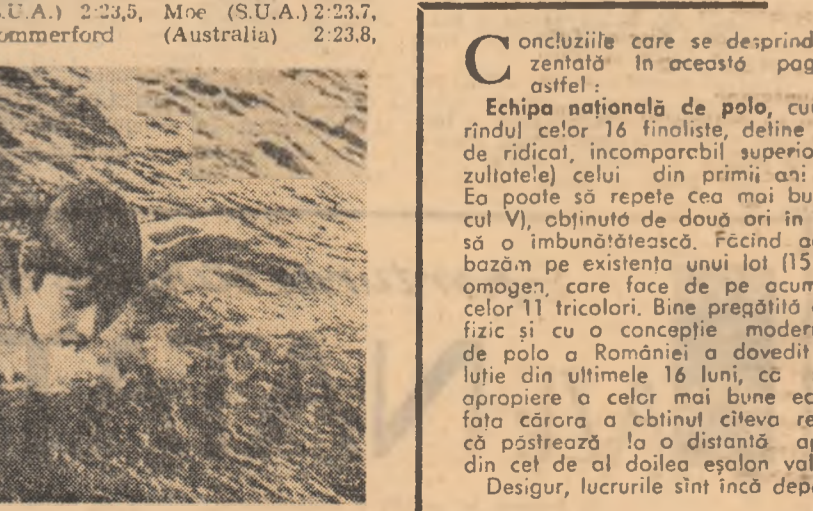 S.U.A.) 2:23,5, Moe (S.U.A.) 2:23,7,
ommerford (Australia) 2:23,8,
Concluziile care se desprind
zentată în această pag
astfel :
Echipa națională de polo, cu
rîndul celor 16 finaliste, deține
de ridicat, incomparabil superio
zultatele) celui din primii ani
Ea poate să repete cea mai bu
cul V), obținută de două ori în
să o îmbunătățească. Făcînd a
bazăm pe existența unui lot (15
omogen, care face de pe acum
celor 11 tricolori. Bine pregătită
fizic și cu o concepție modern
de polo a României a dovedit
luție din ultimele 16 luni, ca
apropiere a celor mai bune ec
fața cărora a obținut cîteva re
că păstrează la o distanță ap
din cel de al doilea eșalon val
Desigur, lucrurile sînt încă depa